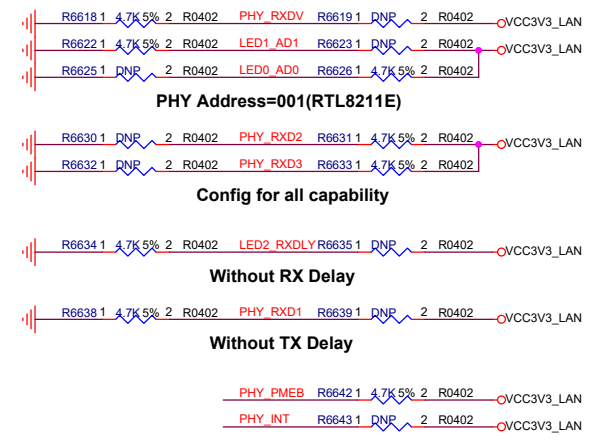 R6618 1 4.7K 5% 2 R0402 PHY_RXDV R6619 1 DNP 2 R0402 VCC3V3_LAN
R6622 1 4.7K 5% 2 R0402 LED1_AD1 R6623 1 DNP 2 R0402 VCC3V3_LAN
R6625 1 DNP 2 R0402 LED0_AD0 R6626 1 4.7K 5% 2 R0402
PHY Address=001(RTL8211E)
R6630 1 DNP 2 R0402 PHY_RXD2 R6631 1 4.7K 5% 2 R0402 VCC3V3_LAN
R6632 1 DNP 2 R0402 PHY_RXD3 R6633 1 4.7K 5% 2 R0402
Config for all capability
R6634 1 4.7K 5% 2 R0402 LED2_RXDLY R6635 1 DNP 2 R0402 VCC3V3_LAN
Without RX Delay
R6638 1 4.7K 5% 2 R0402 PHY_RXD1 R6639 1 DNP 2 R0402 VCC3V3_LAN
Without TX Delay
PHY_PMEB R6642 1 4.7K 5% 2 R0402 VCC3V3_LAN
PHY_INT R6643 1 DNP 2 R0402 VCC3V3_LAN